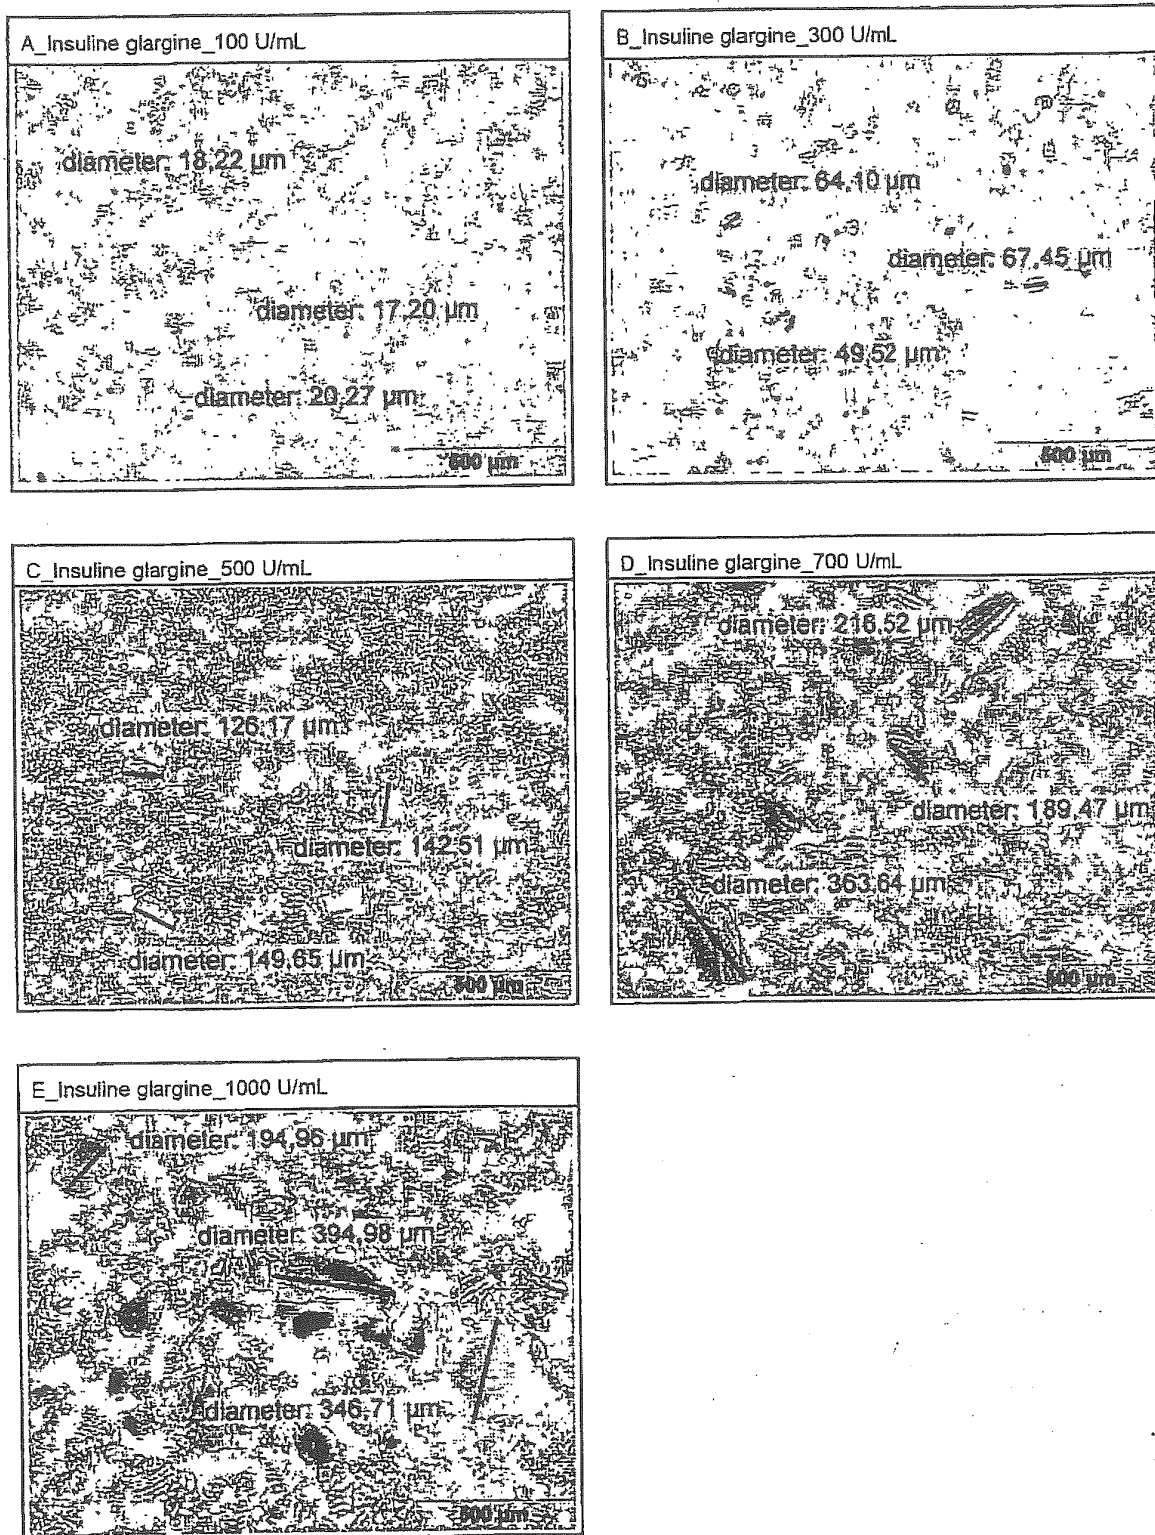 A_Insuline glargine_100 U/mL
diameter: 18,22 µm
diameter: 17,20 µm
diameter: 20,27 µm
500 µm
B_Insuline glargine_300 U/mL
diameter: 64,10 µm
diameter: 67,45 µm
diameter: 49,52 µm
500 µm
C_Insuline glargine_500 U/mL
diameter: 126,17 µm
diameter: 142,51 µm
diameter: 149,65 µm
500 µm
D_Insuline glargine_700 U/mL
diameter: 216,52 µm
diameter: 189,47 µm
diameter: 363,64 µm
500 µm
E_Insuline glargine_1000 U/mL
diameter: 194,96 µm
diameter: 394,98 µm
diameter: 346,71 µm
500 µm